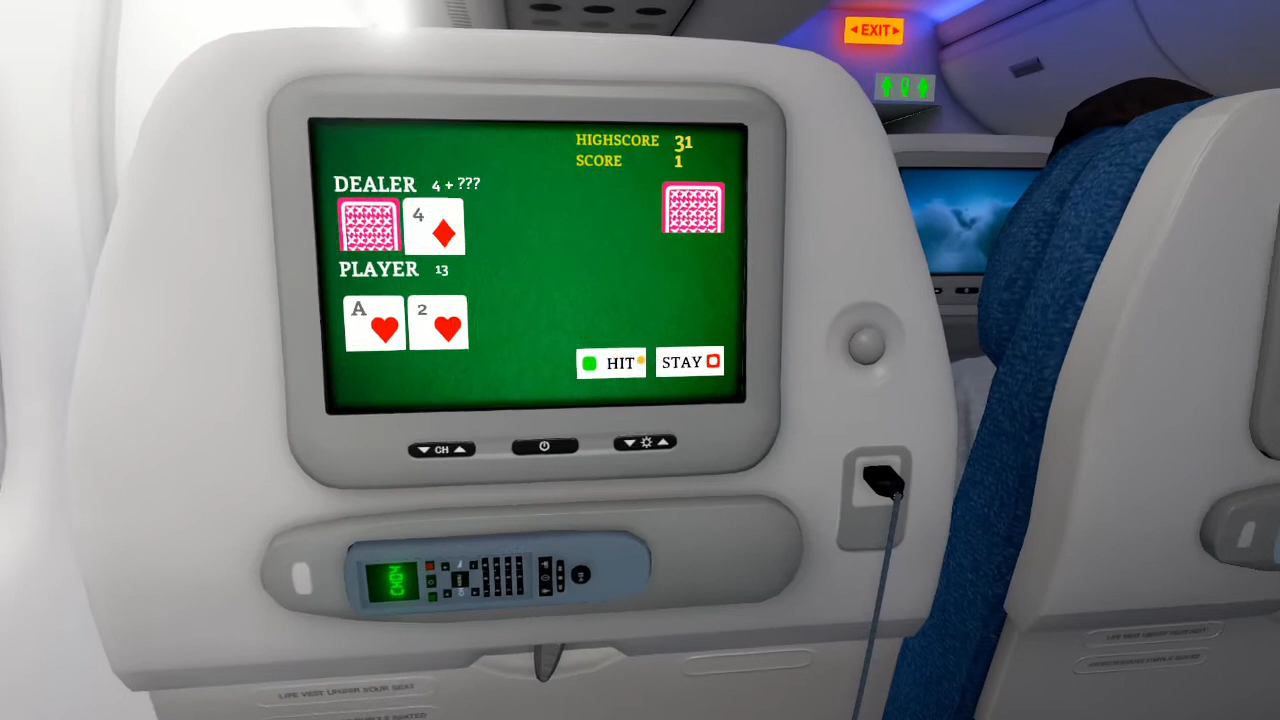 ◄EXIT►
HIGHSCORE 31
SCORE 1
DEALER 4 + ???
4
PLAYER 13
A
2
HIT
STAY
CH
CH04
LIFE VEST UNDER YOUR SEAT